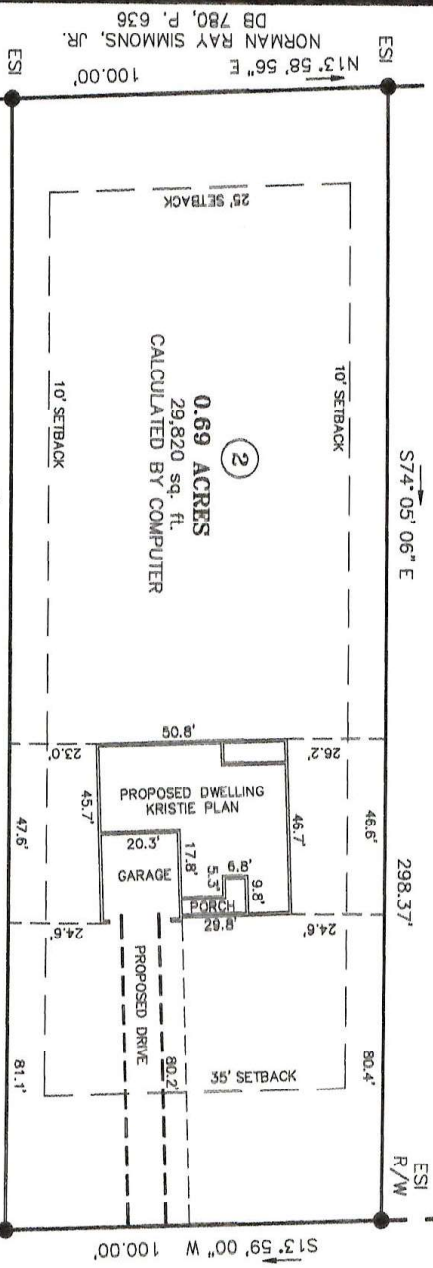 ESI
N13° 58' 56" E
100.00'
NORMAN RAY SIMMONS, JR.
DB 780, P. 636
ESI
S74° 05' 06" E
298.37'
ESI
R/W
S13° 59' 00" W 100.00'
25' SETBACK
10' SETBACK
10' SETBACK
35' SETBACK
2
0.69 ACRES
29,820 sq. ft.
CALCULATED BY COMPUTER
50.8'
26.2'
23.0'
46.6'
46.7'
PROPOSED DWELLING
KRISTIE PLAN
45.7'
47.6'
20.3'
17.8'
GARAGE
5.3'
6.8'
9.8'
PORCH
29.8'
24.6'
24.6'
PROPOSED DRIVE
80.2'
80.4'
81.1'